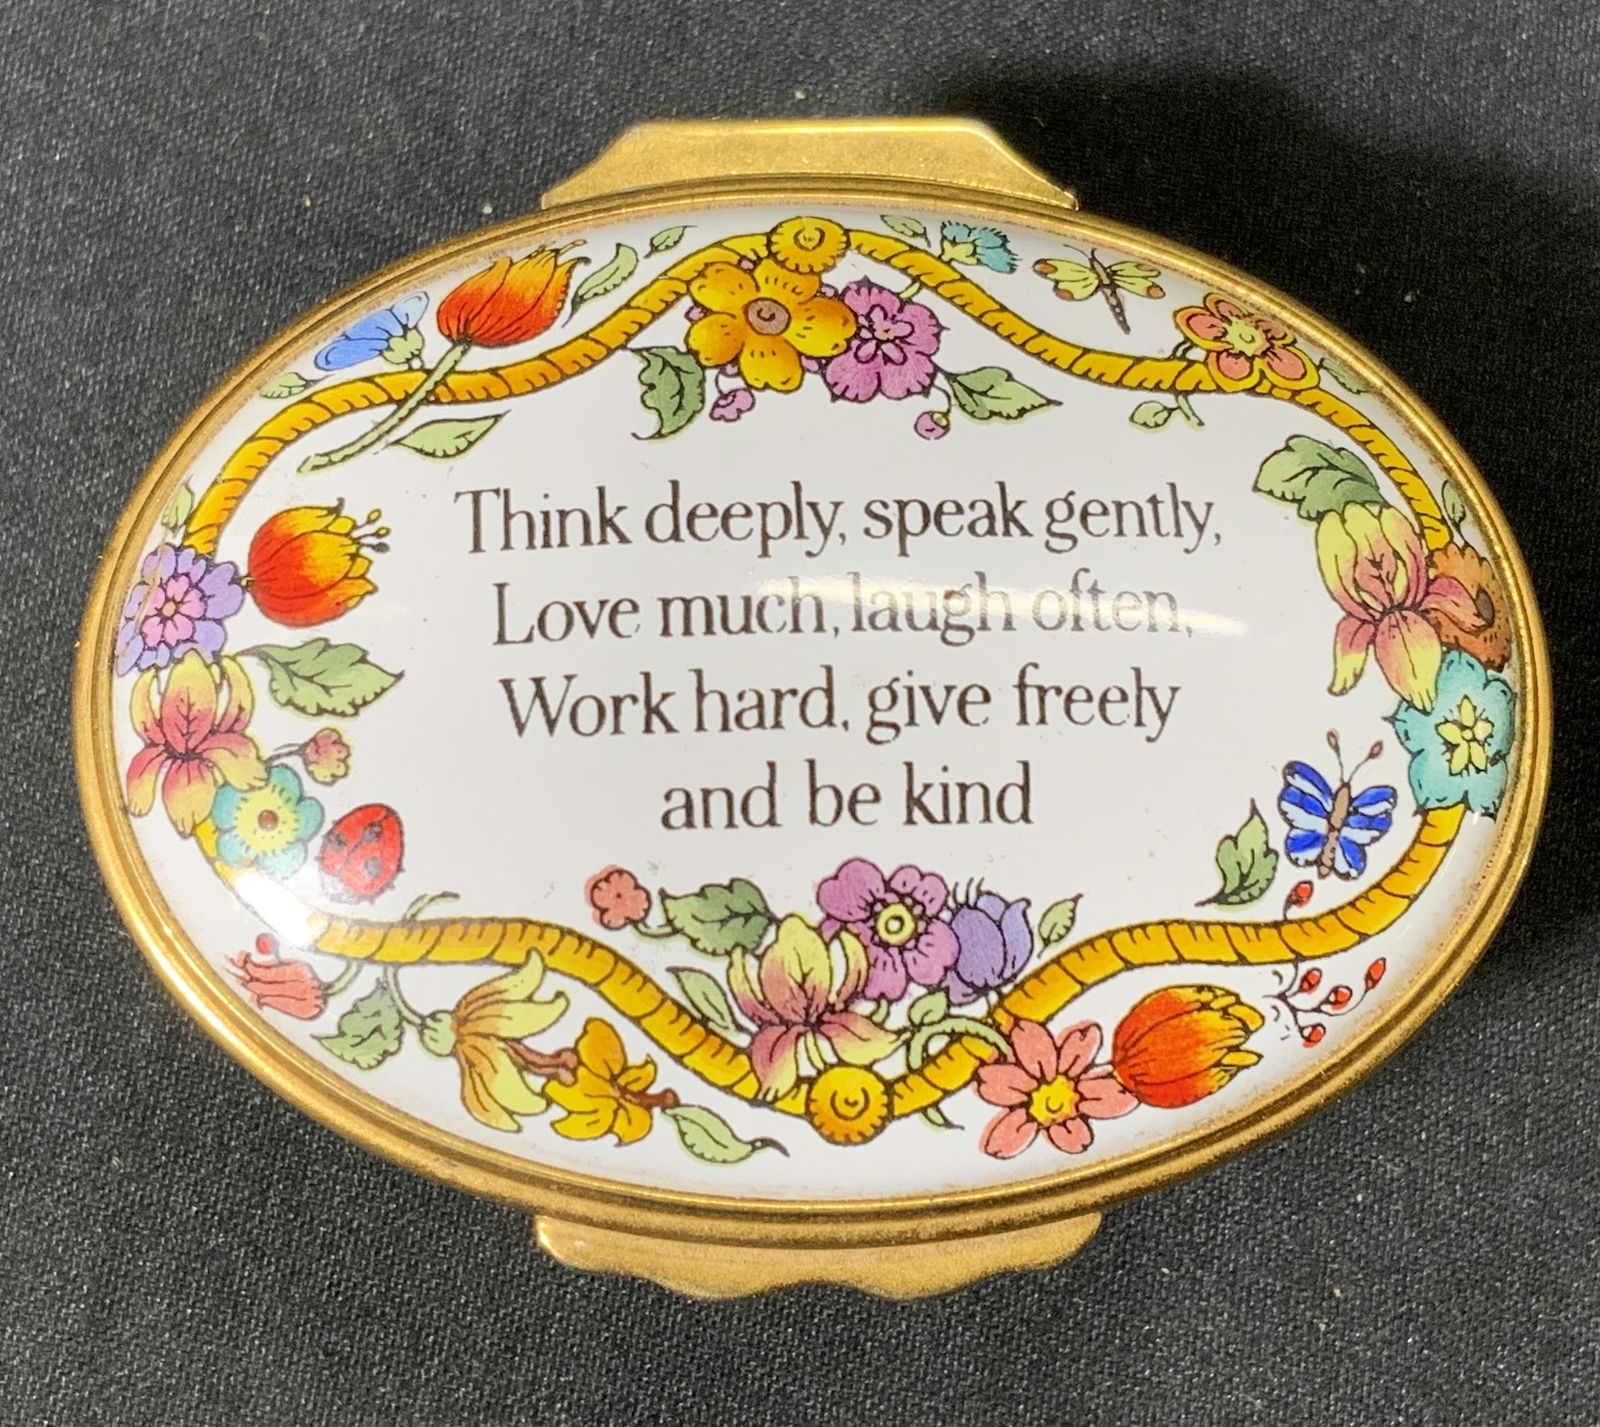 Think deeply, speak gently,
Love much, laugh often,
Work hard, give freely
and be kind